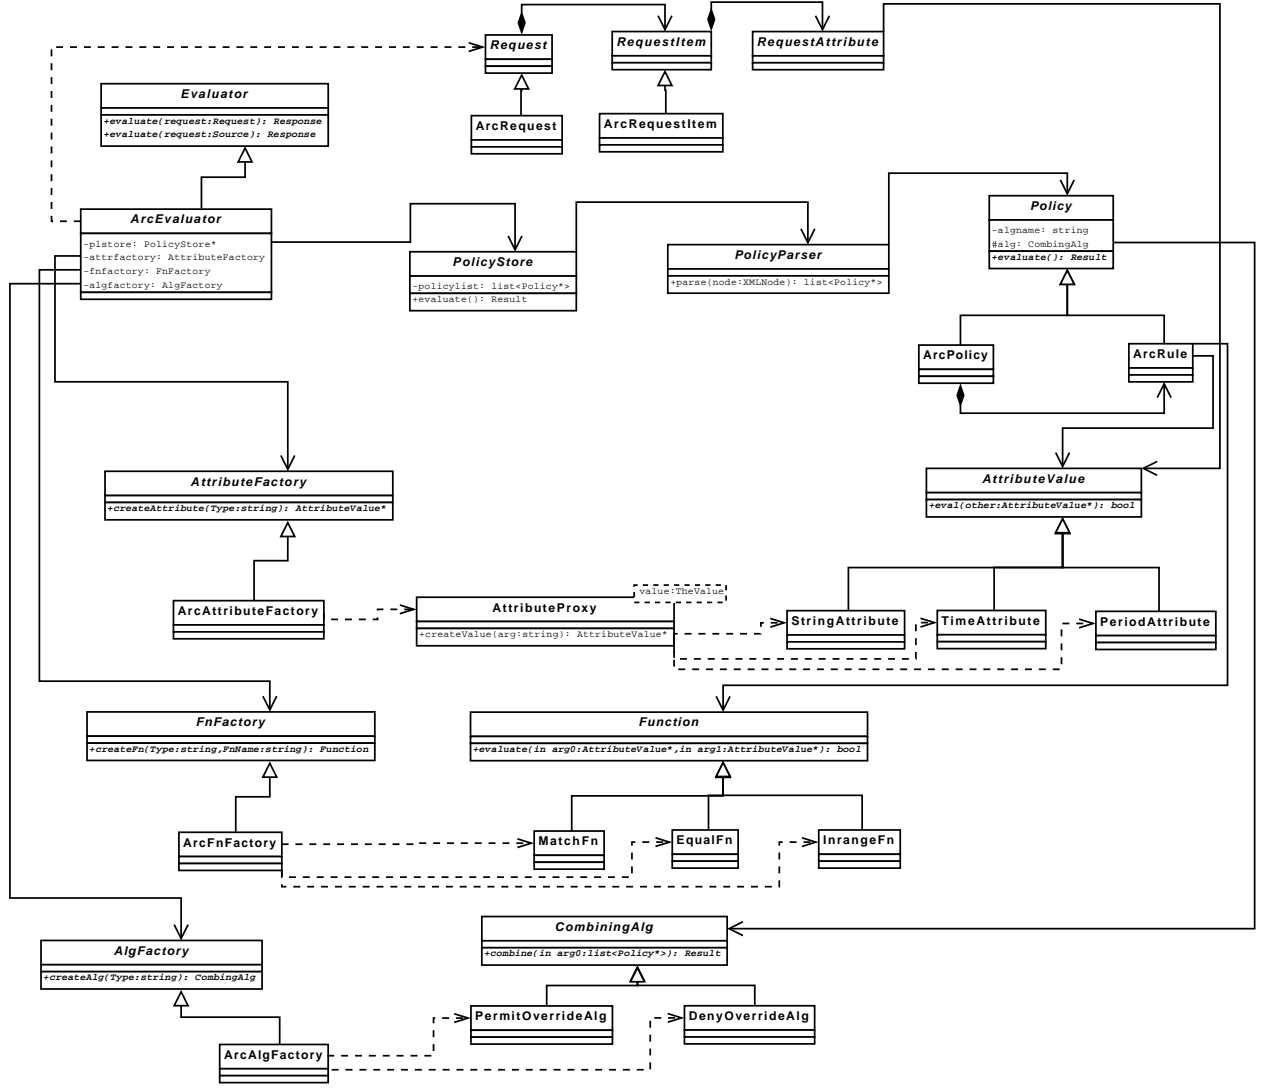 Request
RequestItem
RequestAttribute
Evaluator
+evaluate(request:Request): Response
+evaluate(request:Source): Response
ArcRequest
ArcRequestItem
ArcEvaluator
-plstore: PolicyStore*
-attrfactory: AttributeFactory
-fnfactory: FnFactory
-algfactory: AlgFactory
PolicyStore
-policylist: list<Policy*>
+evaluate(): Result
PolicyParser
+parse(node:XMLNode): list<Policy*>
Policy
-algname: string
#alg: CombingAlg
+evaluate(): Result
ArcPolicy
ArcRule
AttributeFactory
+createAttribute(Type:string): AttributeValue*
AttributeValue
+eval(other:AttributeValue*): bool
ArcAttributeFactory
value:TheValue
AttributeProxy
+createValue(arg:string): AttributeValue*
StringAttribute
TimeAttribute
PeriodAttribute
FnFactory
+createFn(Type:string,FnName:string): Function
Function
+evaluate(in arg0:AttributeValue*,in arg1:AttributeValue*): bool
ArcFnFactory
MatchFn
EqualFn
InrangeFn
AlgFactory
+createAlg(Type:string): CombingAlg
CombiningAlg
+combine(in arg0:list<Policy*>): Result
PermitOverrideAlg
DenyOverrideAlg
ArcAlgFactory